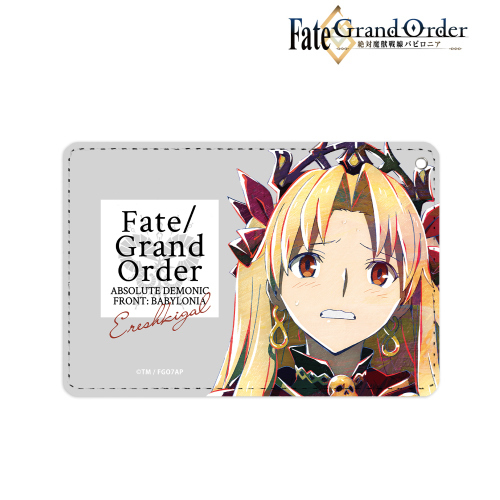 Fate Grand Order
絶対魔獣戦線バビロニア
Fate/
Grand
Order
ABSOLUTE DEMONIC
FRONT: BABYLONIA
Ereshkigal
©TM / FGO7AP